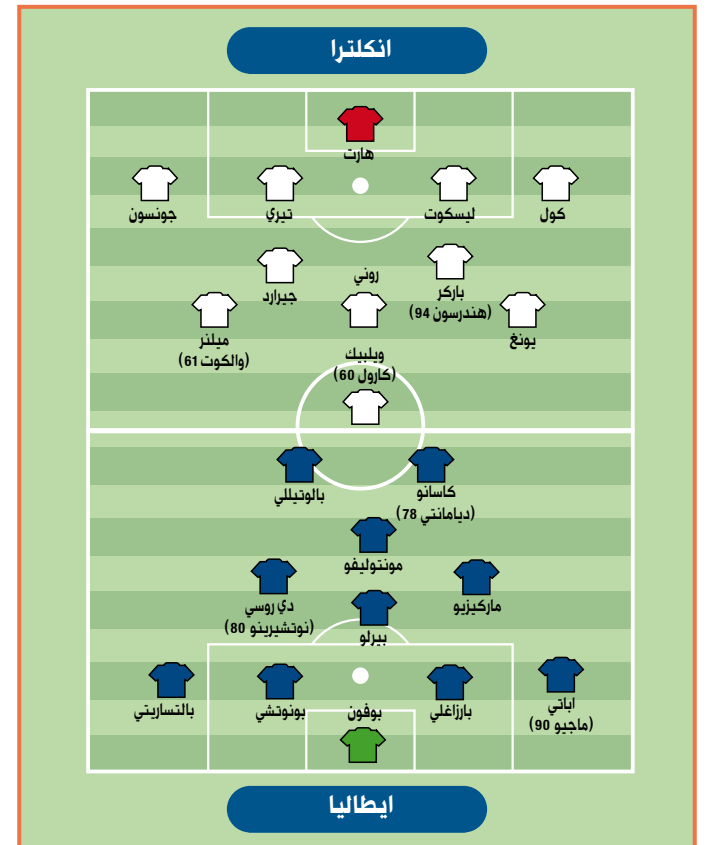 انكلترا
هارت
كول
ليسكوت
تيري
جونسون
باركر
(هندرسون 94)
روني
جيرارد
يونغ
ميلنر
(والكوت 61)
ويلبيك
(كارول 60)
كاسانو
(ديامانتي 78)
بالوتيللي
مونتوليفو
ماركيزيو
دي روسي
(نوتشيرينو 80)
بيرلو
اباتي
(ماجيو 90)
بارزاغلي
بوفون
بونوتشي
بالتساريتي
ايطاليا